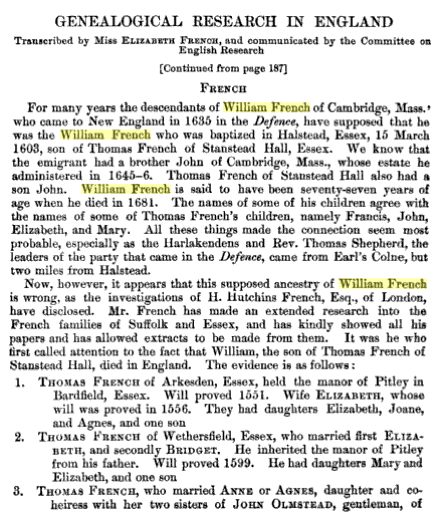 GENEALOGICAL RESEARCH IN ENGLAND
Transcribed by Miss ELIZABETH FRENCH, and communicated by the Committee on
English Research
[Continued from page 187]
FRENCH
For many years the descendants of William French of Cambridge, Mass.,
who came to New England in 1635 in the Defence, have supposed that he
was the William French who was baptized in Halstead, Essex, 15 March
1603, son of Thomas French of Stanstead Hall, Essex. We know that
the emigrant had a brother John of Cambridge, Mass., whose estate he
administered in 1645-6. Thomas French of Stanstead Hall also had a
son John. William French is said to have been seventy-seven years of
age when he died in 1681. The names of some of his children agree with
the names of some of Thomas French's children, namely Francis, John,
Elizabeth, and Mary. All these things made the connection seem most
probable, especially as the Harlakendens and Rev. Thomas Shepherd, the
leaders of the party that came in the Defence, came from Earl's Colne, but
two miles from Halstead.
Now, however, it appears that this supposed ancestry of William French
is wrong, as the investigations of H. Hutchins French, Esq., of London,
have disclosed. Mr. French has made an extended research into the
French families of Suffolk and Essex, and has kindly showed all his
papers and has allowed extracts to be made from them. It was he who
first called attention to the fact that William, the son of Thomas French of
Stanstead Hall, died in England. The evidence is as follows:
1. THOMAS FRENCH of Arkesden, Essex, held the manor of Pitley in
Bardfield, Essex. Will proved 1551. Wife ELIZABETH, whose
will was proved in 1556. They had daughters Elizabeth, Joane,
and Agnes, and one son
2. THOMAS FRENCH of Wethersfield, Essex, who married first ELIZA-
BETH, and secondly BRIDGET. He inherited the manor of Pitley
from his father. Will proved 1599. He had daughters Mary and
Elizabeth, and one son
3. THOMAS FRENCH, who married ANNE or AGNES, daughter and co-
heiress with her two sisters of JOHN OLMSTEAD, gentleman, of